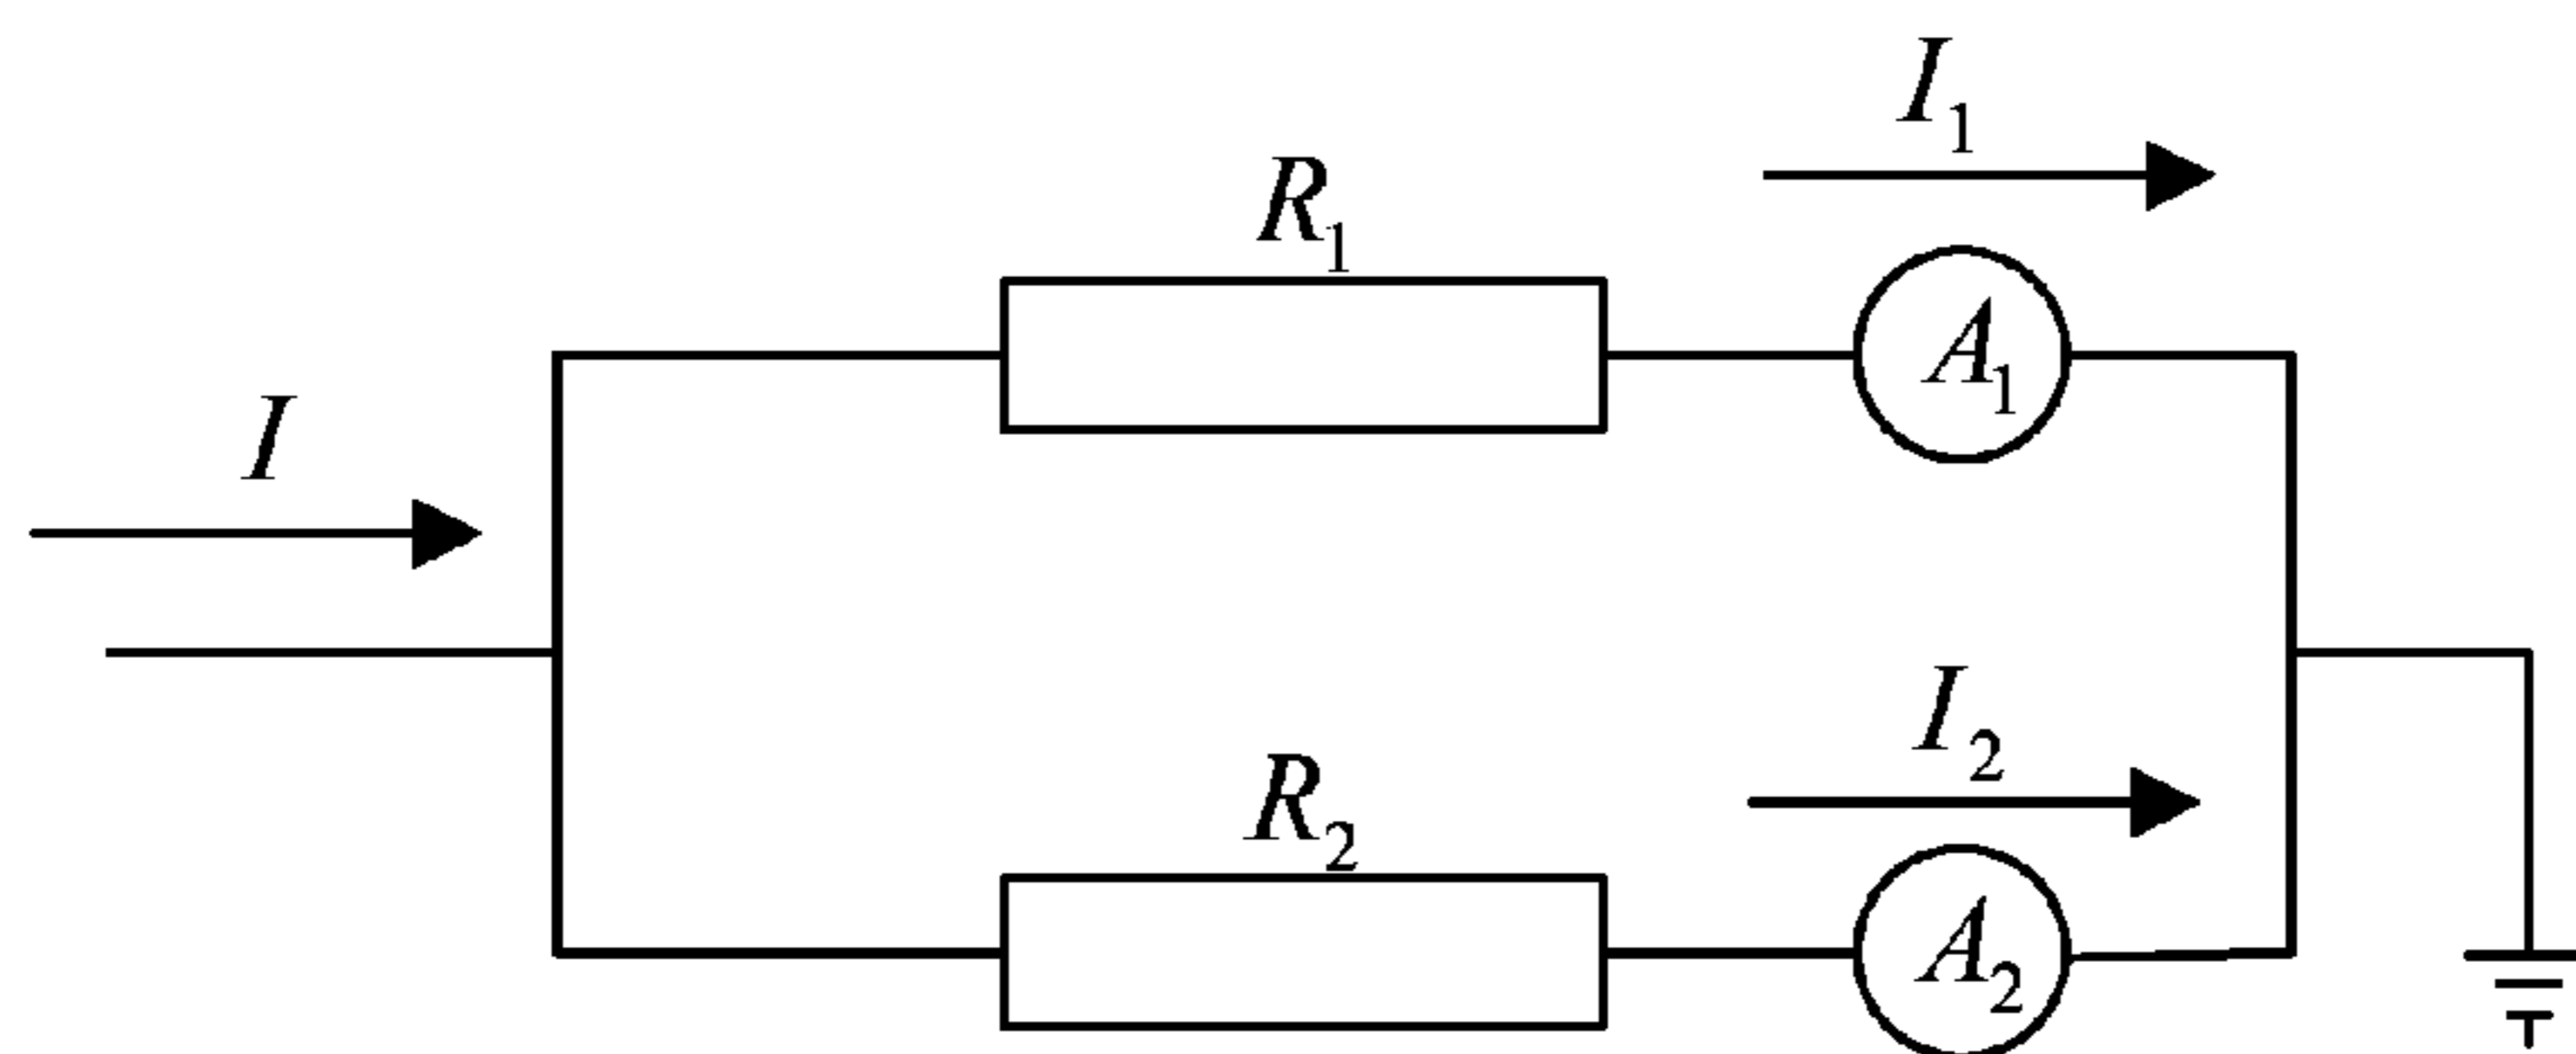 I₁
R₁
A₁
I
I₂
R₂
A₂